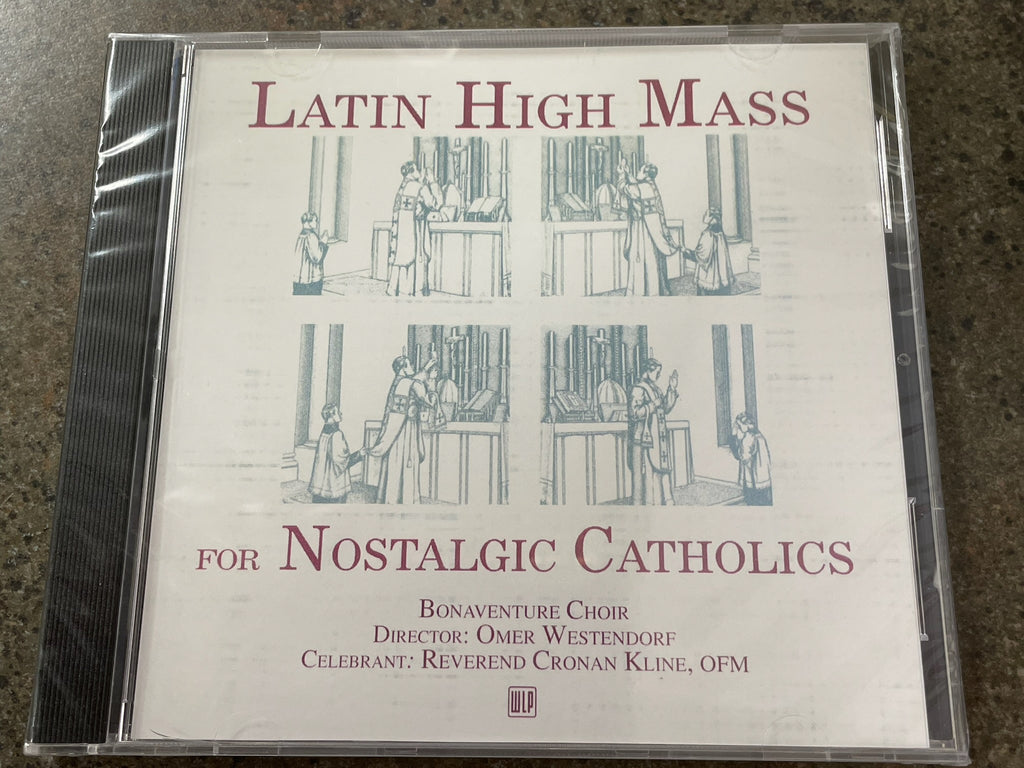 LATIN HIGH MASS
FOR NOSTALGIC CATHOLICS
BONAVENTURE CHOIR
DIRECTOR: OMER WESTENDORF
CELEBRANT: REVEREND CRONAN KLINE, OFM
WLP